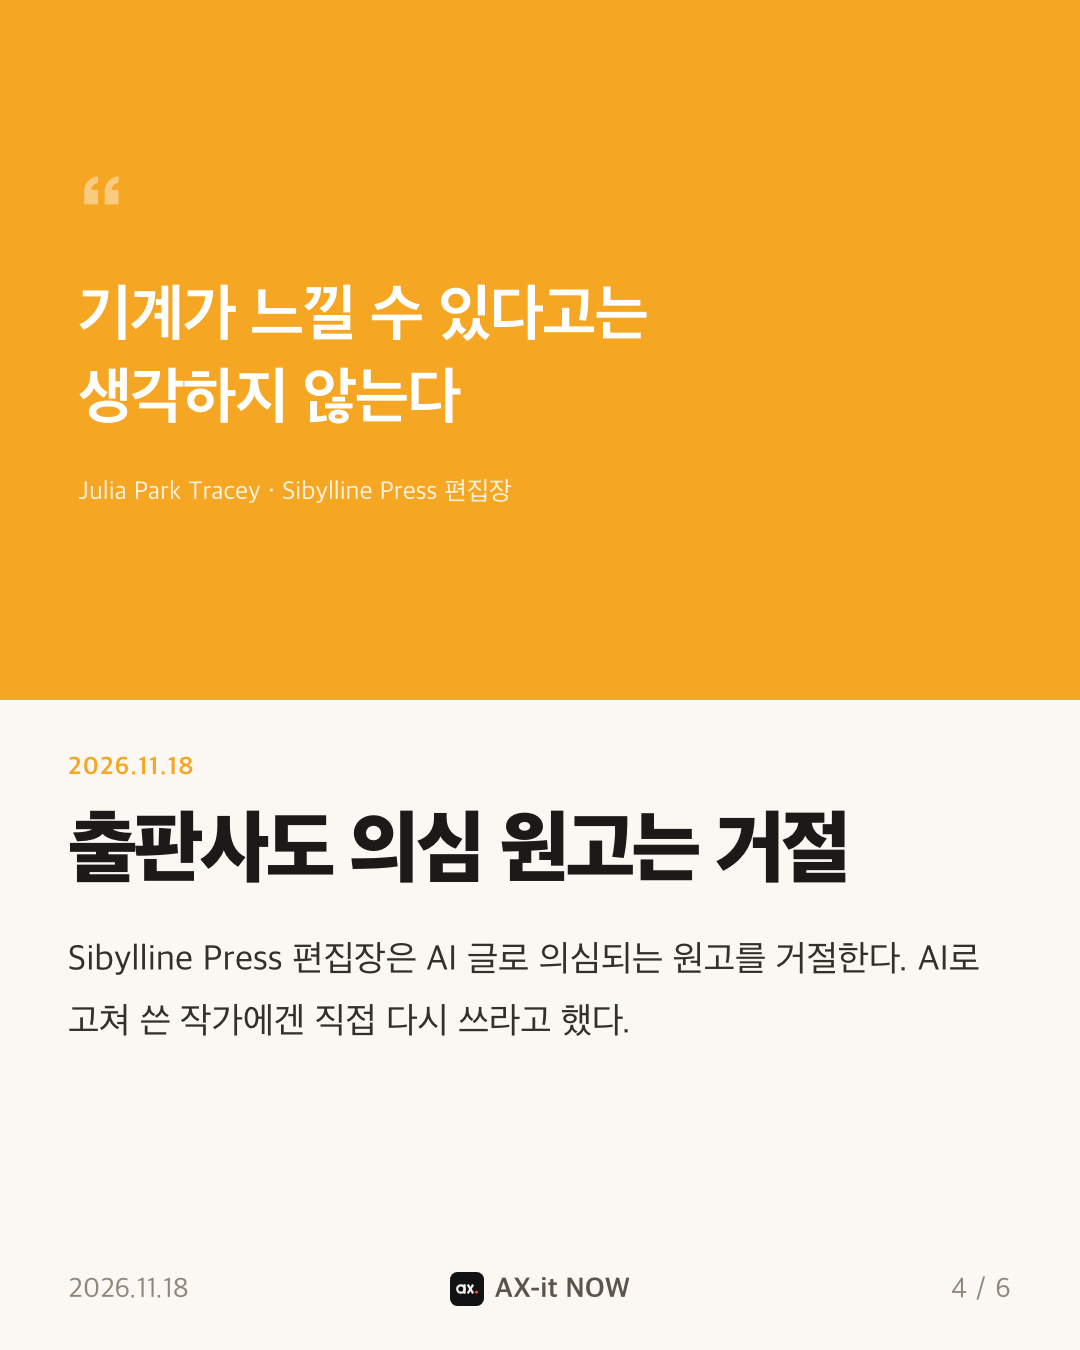 “
기계가 느낄 수 있다고는
생각하지 않는다
Julia Park Tracey · Sibylline Press 편집장
2026.11.18
출판사도 의심 원고는 거절
Sibylline Press 편집장은 AI 글로 의심되는 원고를 거절한다. AI로
고쳐 쓴 작가에겐 직접 다시 쓰라고 했다.
2026.11.18
ax. AX-it NOW
4 / 6